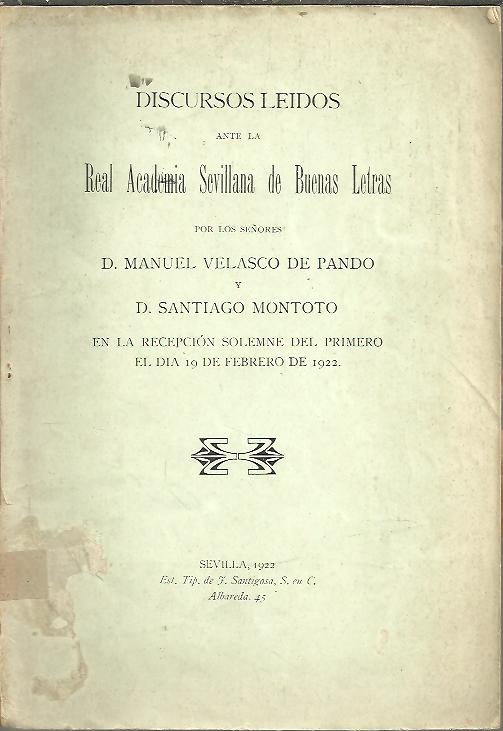 DISCURSOS LEIDOS
ANTE LA
Real Academia Sevillana de Buenas Letras
POR LOS SEÑORES
D. MANUEL VELASCO DE PANDO
Y
D. SANTIAGO MONTOTO
EN LA RECEPCIÓN SOLEMNE DEL PRIMERO
EL DIA 19 DE FEBRERO DE 1922.
SEVILLA, 1922
Est. Tip. de J. Santigosa, S. en C.
Albareda, 45